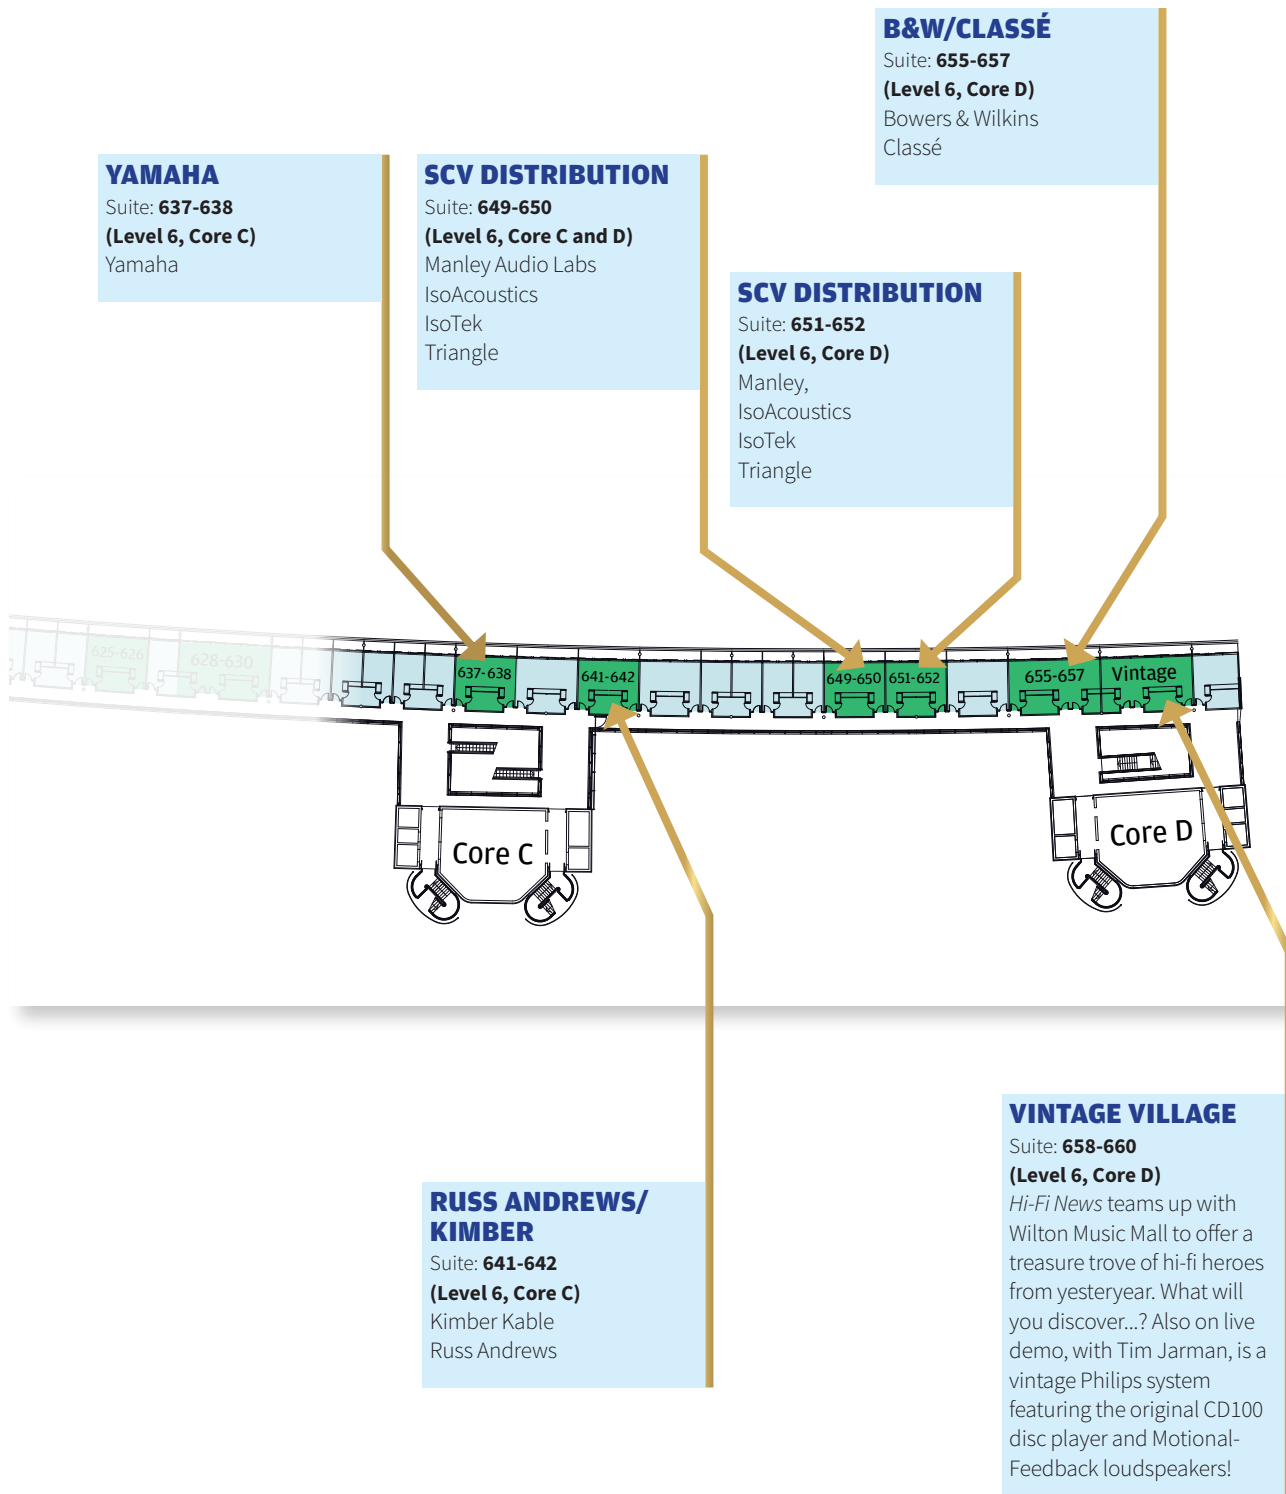 B&W/CLASSÉ
Suite: 655-657
(Level 6, Core D)
Bowers & Wilkins
Classé
YAMAHA
Suite: 637-638
(Level 6, Core C)
Yamaha
SCV DISTRIBUTION
Suite: 649-650
(Level 6, Core C and D)
Manley Audio Labs
IsoAcoustics
IsoTek
Triangle
SCV DISTRIBUTION
Suite: 651-652
(Level 6, Core D)
Manley,
IsoAcoustics
IsoTek
Triangle
625-626
628-630
637-638
641-642
649-650
651-652
655-657
Vintage
Core C
Core D
RUSS ANDREWS/
KIMBER
Suite: 641-642
(Level 6, Core C)
Kimber Kable
Russ Andrews
VINTAGE VILLAGE
Suite: 658-660
(Level 6, Core D)
Hi-Fi News teams up with
Wilton Music Mall to offer a
treasure trove of hi-fi heroes
from yesteryear. What will
you discover...? Also on live
demo, with Tim Jarman, is a
vintage Philips system
featuring the original CD100
disc player and Motional-
Feedback loudspeakers!